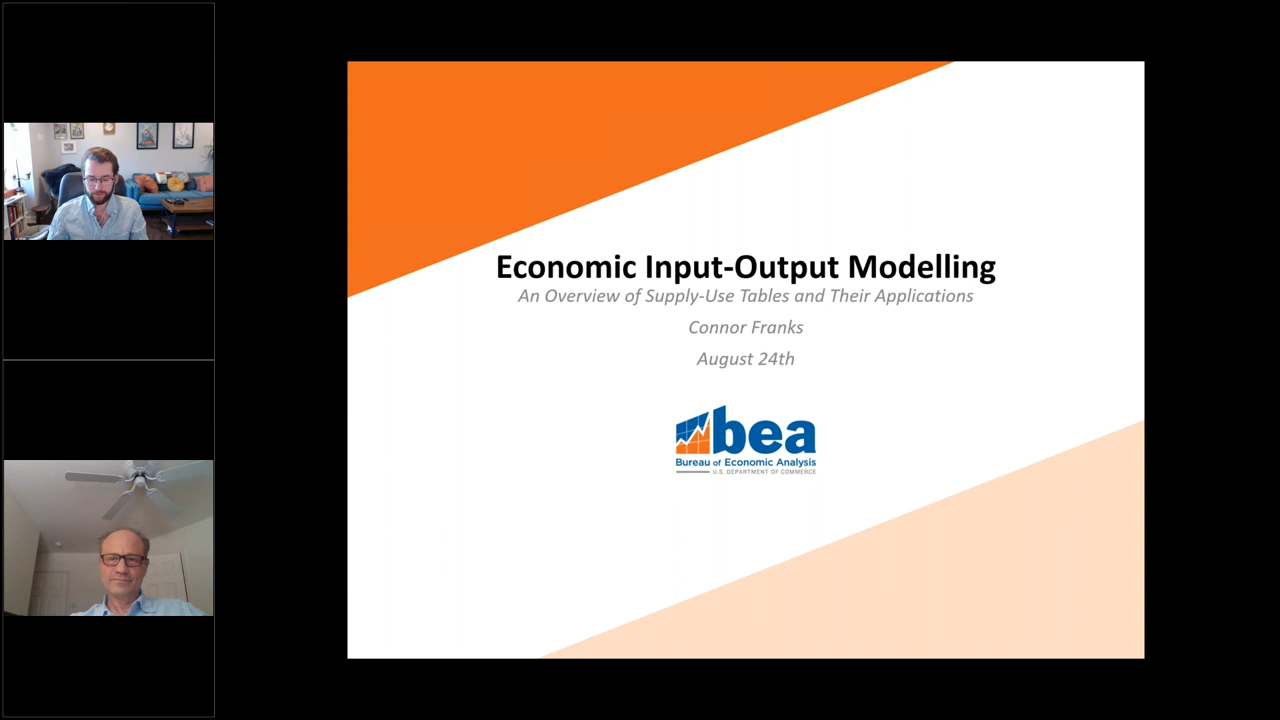 Economic Input-Output Modelling
An Overview of Supply-Use Tables and Their Applications
Connor Franks
August 24th
bea
Bureau of Economic Analysis
U.S. DEPARTMENT OF COMMERCE